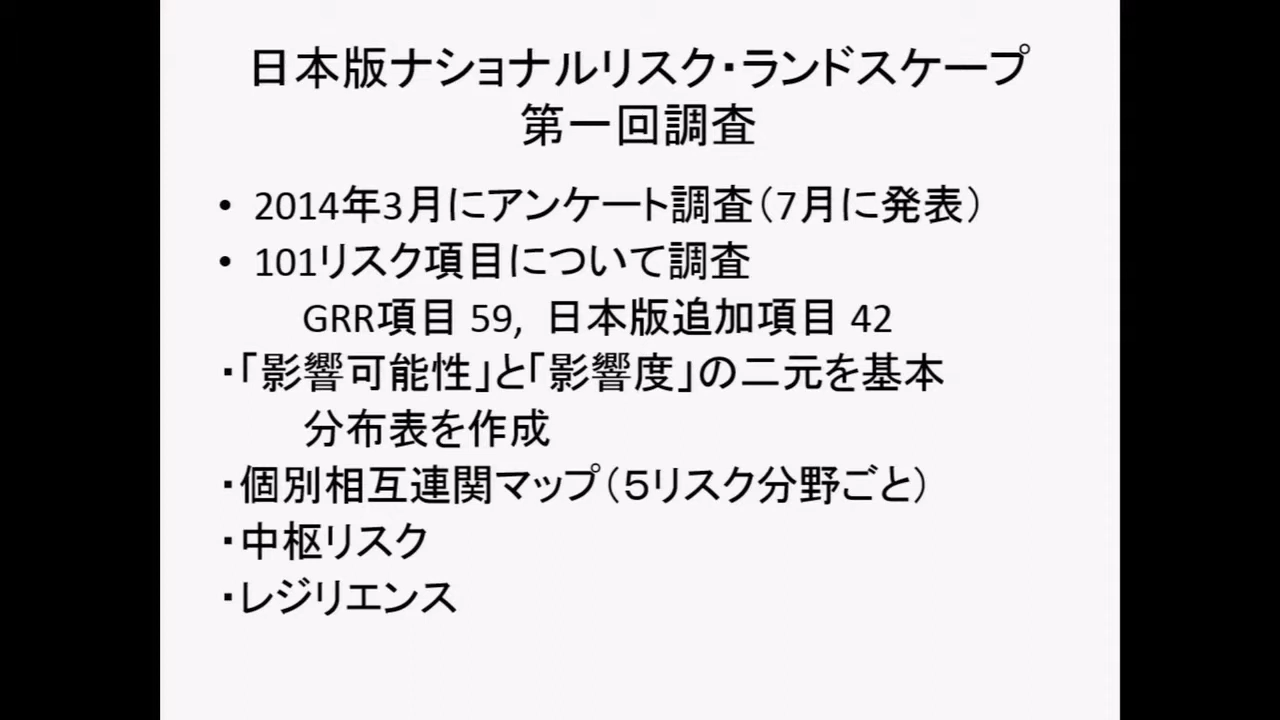 日本版ナショナルリスク・ランドスケープ
第一回調査
• 2014年3月にアンケート調査(7月に発表)
• 101リスク項目について調査
GRR項目 59, 日本版追加項目 42
・「影響可能性」と「影響度」の二元を基本
分布表を作成
・個別相互連関マップ(5リスク分野ごと)
・中枢リスク
・レジリエンス